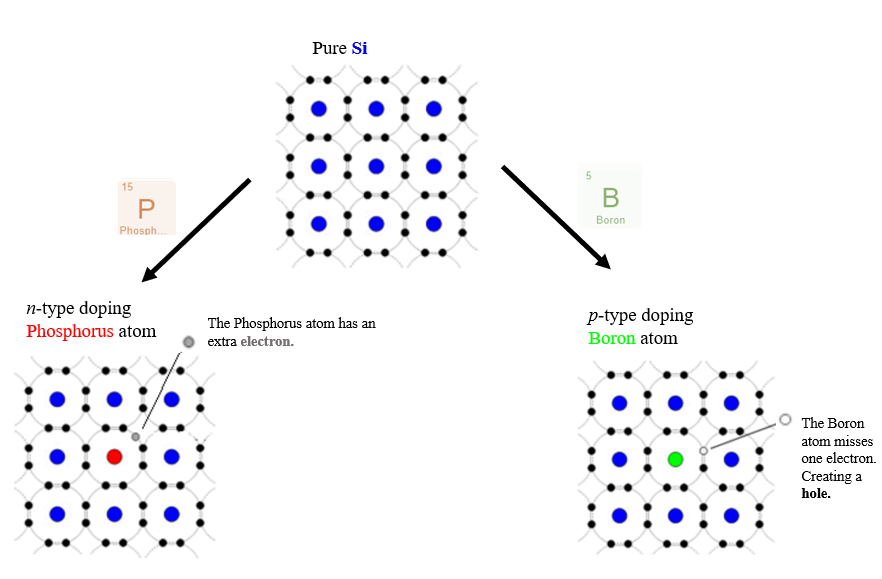 Pure Si
15
P
Phosph...
5
B
Boron
n-type doping
Phosphorus atom
The Phosphorus atom has an
extra electron.
p-type doping
Boron atom
The Boron
atom misses
one electron.
Creating a
hole.